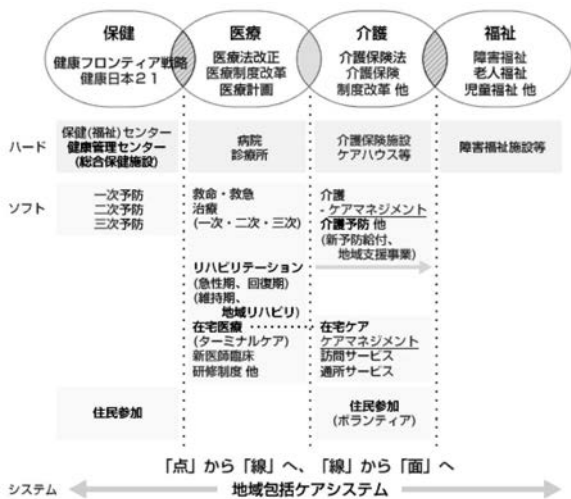 保健
健康フロンティア戦略
健康日本21
医療
医療法改正
医療制度改革
医療計画
介護
介護保険法
介護保険
制度改革 他
福祉
障害福祉
老人福祉
児童福祉 他
ハード
保健(福祉)センター
健康管理センター
(総合保健施設)
病院
診療所
介護保険施設
ケアハウス等
障害福祉施設等
ソフト
一次予防
二次予防
三次予防
救命・救急
治療
(一次・二次・三次)
リハビリテーション
(急性期、回復期)
(維持期、
地域リハビリ)
在宅医療
(ターミナルケア)
新医師臨床
研修制度 他
介護
- ケアマネジメント
介護予防 他
(新予防給付、
地域支援事業)
在宅ケア
ケアマネジメント
訪問サービス
通所サービス
住民参加
住民参加
(ボランティア)
「点」から「線」へ、「線」から「面」へ
システム
地域包括ケアシステム